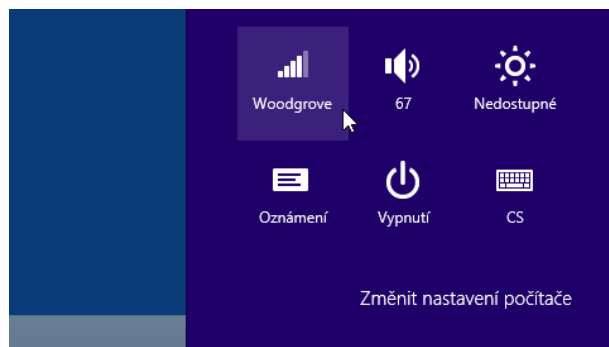 Woodgrove
67
Nedostupné
Oznámení
Vypnutí
CS
Změnit nastavení počítače